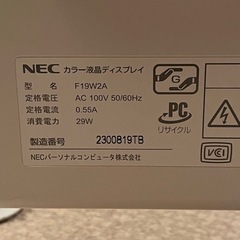 NEC カラー液晶ディスプレイ
型名 F19W2A
定格電圧 AC 100V 50/60Hz
定格電流 0.55A
消費電力 29W
製造番号 2300819TB
NECパーソナルコンピュータ株式会社
G
PC
リサイクル
VCCI